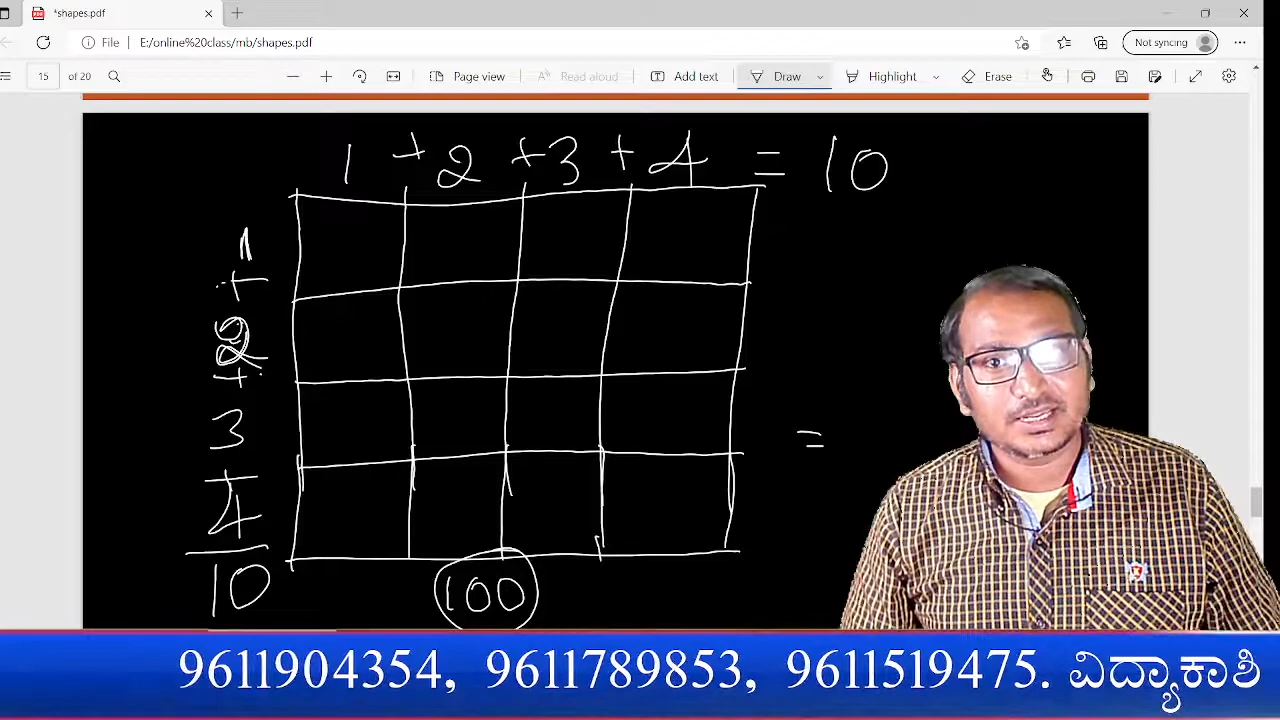 *shapes.pdf
File E:/online%20class/mb/shapes.pdf Not syncing
15 of 20 Page view Read aloud Add text Draw Highlight Erase
1 + 2 + 3 + 4 = 10
1
+
2
+
3
+
4
10
=
100
9611904354, 9611789853, 9611519475. ವಿದ್ಯಾಕಾಶಿ